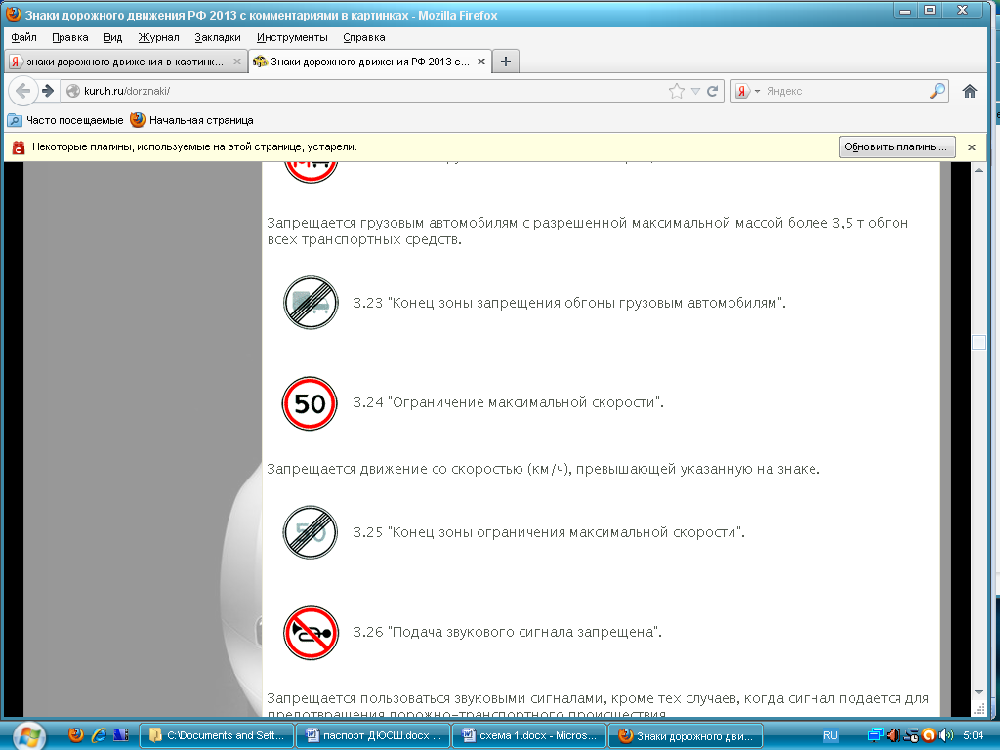 Знаки дорожного движения РФ 2013 с комментариями в картинках - Mozilla Firefox
Файл Правка Вид Журнал Закладки Инструменты Справка
Я знаки дорожного движения в картинк... × Знаки дорожного движения РФ 2013 с... × +
kuruh.ru/dorznaki/ Я Яндекс
Часто посещаемые Начальная страница
Некоторые плагины, используемые на этой странице, устарели. Обновить плагины... ×
Запрещается грузовым автомобилям с разрешенной максимальной массой более 3,5 т обгон
всех транспортных средств.
3.23 "Конец зоны запрещения обгоны грузовым автомобилям".
50 3.24 "Ограничение максимальной скорости".
Запрещается движение со скоростью (км/ч), превышающей указанную на знаке.
50 3.25 "Конец зоны ограничения максимальной скорости".
3.26 "Подача звукового сигнала запрещена".
Запрещается пользоваться звуковыми сигналами, кроме тех случаев, когда сигнал подается для
предотвращения дорожно-транспортного происшествия
C:\Documents and Sett... паспорт ДЮСШ.docx ... схема 1.docx - Micros... Знаки дорожного дви... RU 5:04